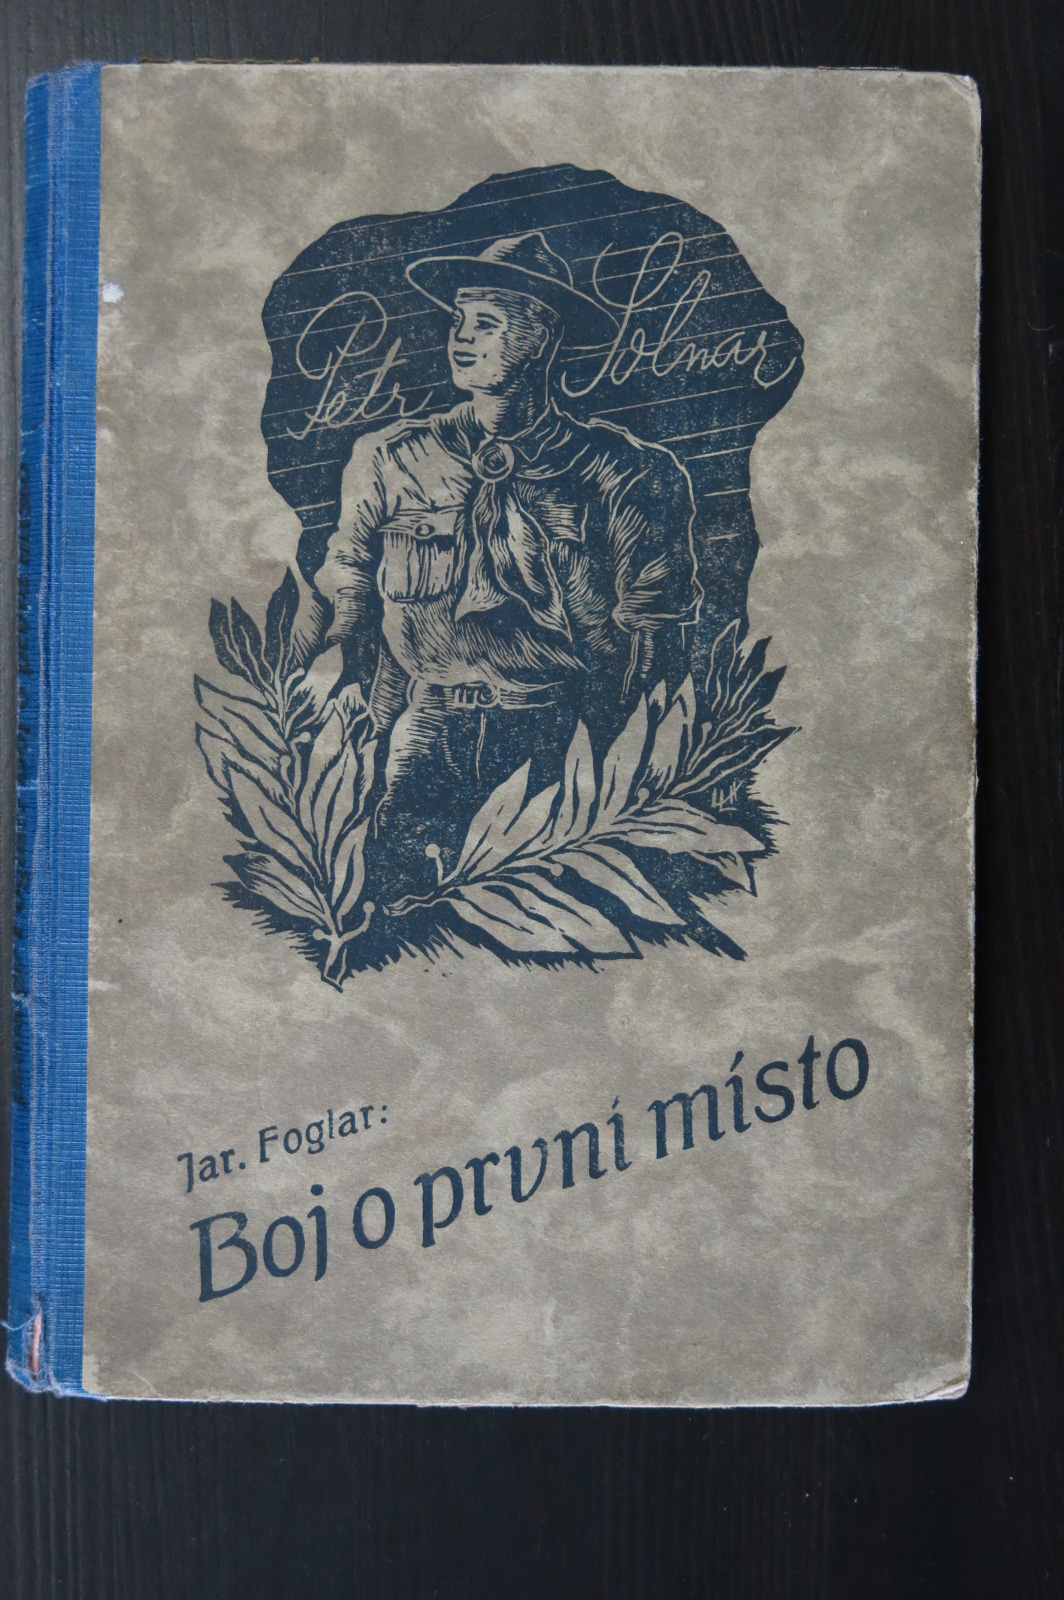 Petr Solnar
Jar. Foglar:
Boj o první místo